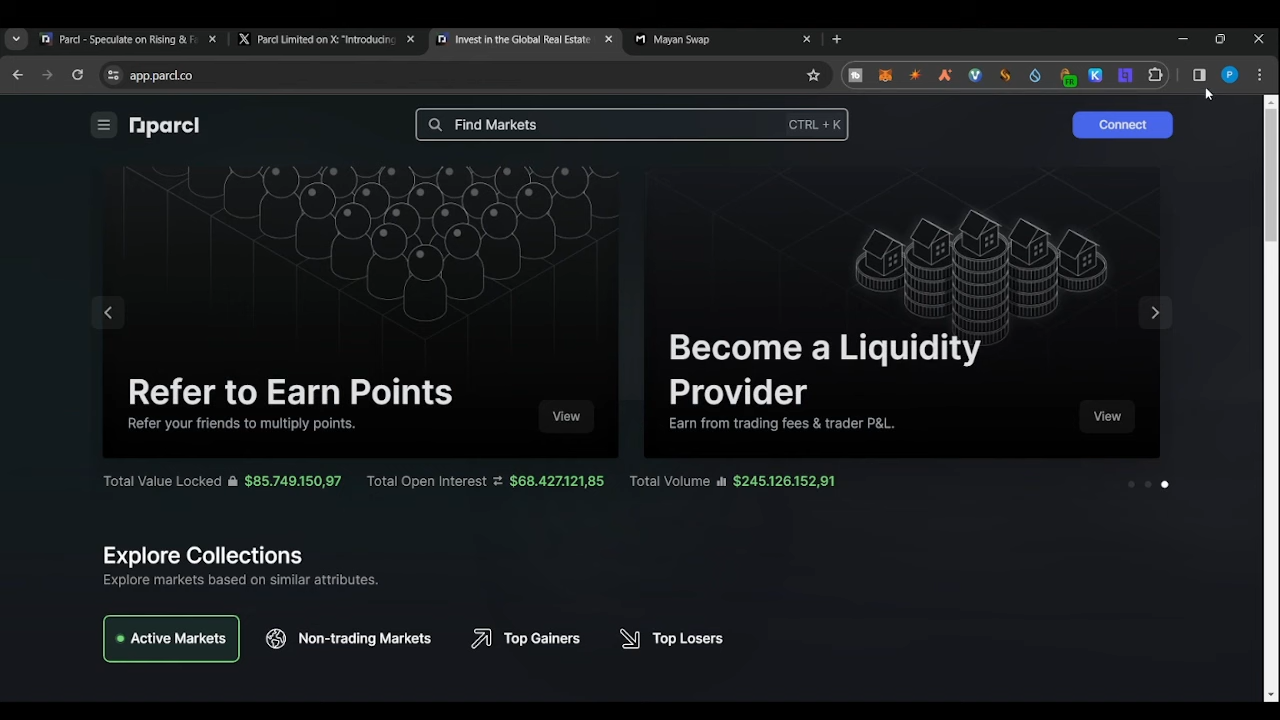 Parcl - Speculate on Rising & Fa
Parcl Limited on X: "Introducing
Invest in the Global Real Estate
Mayan Swap
app.parcl.co
FR
P
parcl
Find Markets
CTRL + K
Connect
Refer to Earn Points
Refer your friends to multiply points.
View
Become a Liquidity
Provider
Earn from trading fees & trader P&L.
View
Total Value Locked $85.749.150,97
Total Open Interest $68.427.121,85
Total Volume $245.126.152,91
Explore Collections
Explore markets based on similar attributes.
Active Markets
Non-trading Markets
Top Gainers
Top Losers